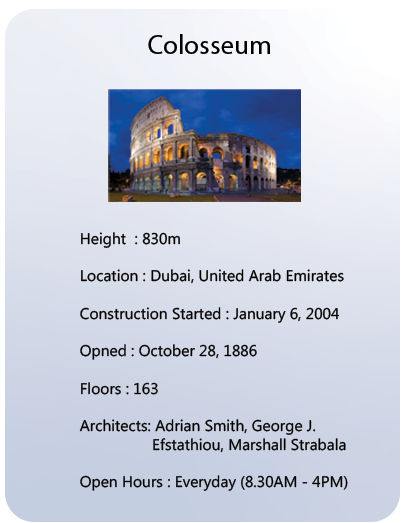 Colosseum
Height : 830m
Location : Dubai, United Arab Emirates
Construction Started : January 6, 2004
Opned : October 28, 1886
Floors : 163
Architects: Adrian Smith, George J.
Efstathiou, Marshall Strabala
Open Hours : Everyday (8.30AM - 4PM)